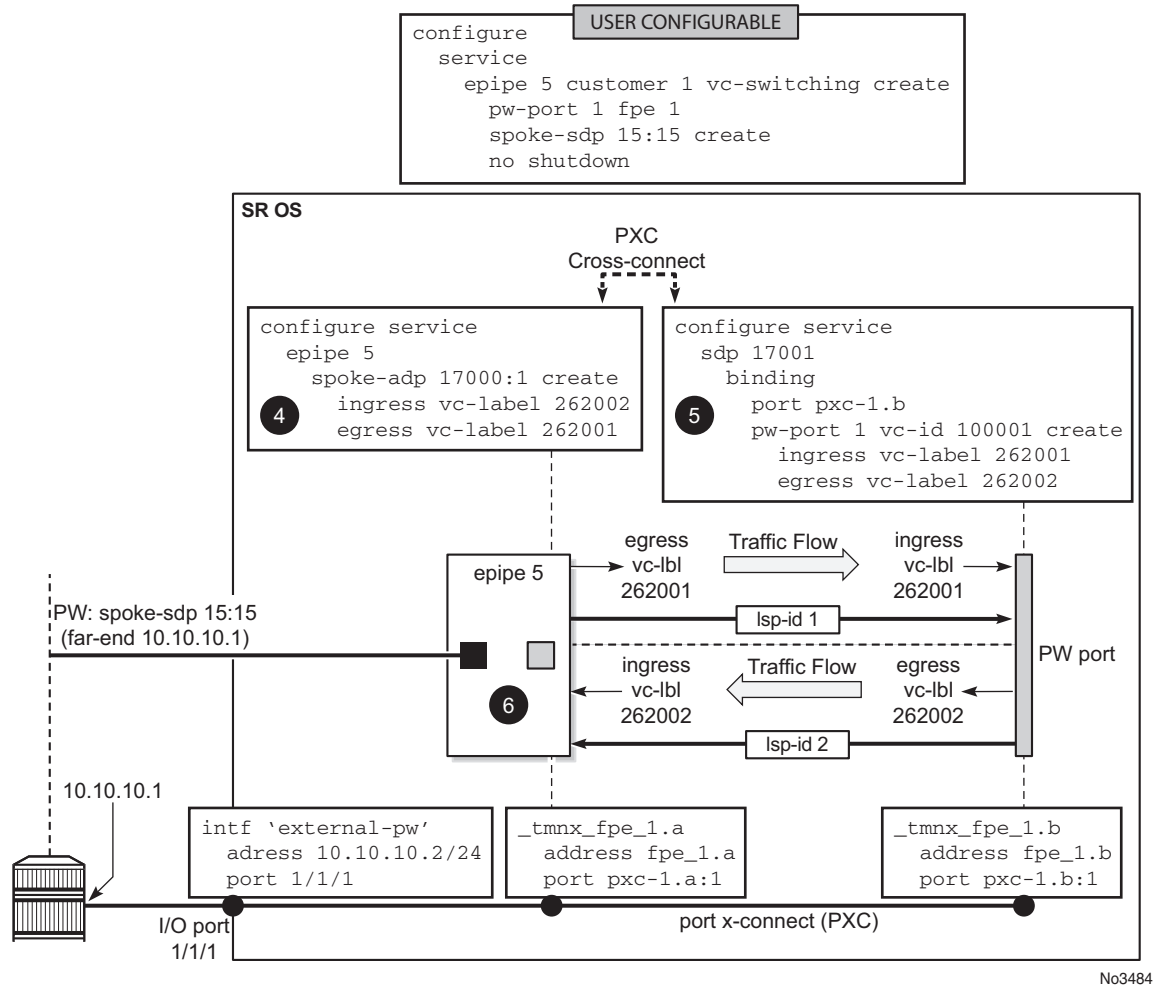 USER CONFIGURABLE
configure
service
epipe 5 customer 1 vc-switching create
pw-port 1 fpe 1
spoke-sdp 15:15 create
no shutdown
SR OS
PXC
Cross-connect
configure service
epipe 5
spoke-adp 17000:1 create
ingress vc-label 262002
egress vc-label 262001
4
configure service
sdp 17001
binding
port pxc-1.b
pw-port 1 vc-id 100001 create
ingress vc-label 262001
egress vc-label 262002
5
epipe 5
6
egress
vc-lbl
262001
Traffic Flow
ingress
vc-lbl
262001
lsp-id 1
PW: spoke-sdp 15:15
(far-end 10.10.10.1)
PW port
ingress
vc-lbl
262002
Traffic Flow
egress
vc-lbl
262002
lsp-id 2
10.10.10.1
intf ‘external-pw’
adress 10.10.10.2/24
port 1/1/1
_tmnx_fpe_1.a
address fpe_1.a
port pxc-1.a:1
_tmnx_fpe_1.b
address fpe_1.b
port pxc-1.b:1
I/O port
1/1/1
port x-connect (PXC)
No3484